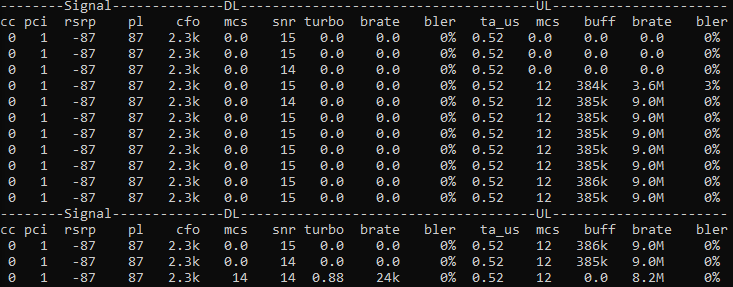 ---------Signal--------------DL-------------------------------------UL----------------------
cc pci rsrp pl cfo mcs snr turbo brate bler ta_us mcs buff brate bler
0 1 -87 87 2.3k 0.0 15 0.0 0.0 0% 0.52 0.0 0.0 0.0 0%
0 1 -87 87 2.3k 0.0 15 0.0 0.0 0% 0.52 0.0 0.0 0.0 0%
0 1 -87 87 2.3k 0.0 14 0.0 0.0 0% 0.52 0.0 0.0 0.0 0%
0 1 -87 87 2.3k 0.0 15 0.0 0.0 0% 0.52 12 384k 3.6M 3%
0 1 -87 87 2.3k 0.0 14 0.0 0.0 0% 0.52 12 385k 9.0M 0%
0 1 -87 87 2.3k 0.0 15 0.0 0.0 0% 0.52 12 385k 9.0M 0%
0 1 -87 87 2.3k 0.0 15 0.0 0.0 0% 0.52 12 385k 9.0M 0%
0 1 -87 87 2.3k 0.0 15 0.0 0.0 0% 0.52 12 385k 9.0M 0%
0 1 -87 87 2.3k 0.0 15 0.0 0.0 0% 0.52 12 385k 9.0M 0%
0 1 -87 87 2.3k 0.0 15 0.0 0.0 0% 0.52 12 386k 9.0M 0%
0 1 -87 87 2.3k 0.0 15 0.0 0.0 0% 0.52 12 385k 9.0M 0%
---------Signal--------------DL-------------------------------------UL----------------------
cc pci rsrp pl cfo mcs snr turbo brate bler ta_us mcs buff brate bler
0 1 -87 87 2.3k 0.0 15 0.0 0.0 0% 0.52 12 386k 9.0M 0%
0 1 -87 87 2.3k 0.0 14 0.0 0.0 0% 0.52 12 385k 9.0M 0%
0 1 -87 87 2.3k 14 14 0.88 24k 0% 0.52 12 0.0 8.2M 0%